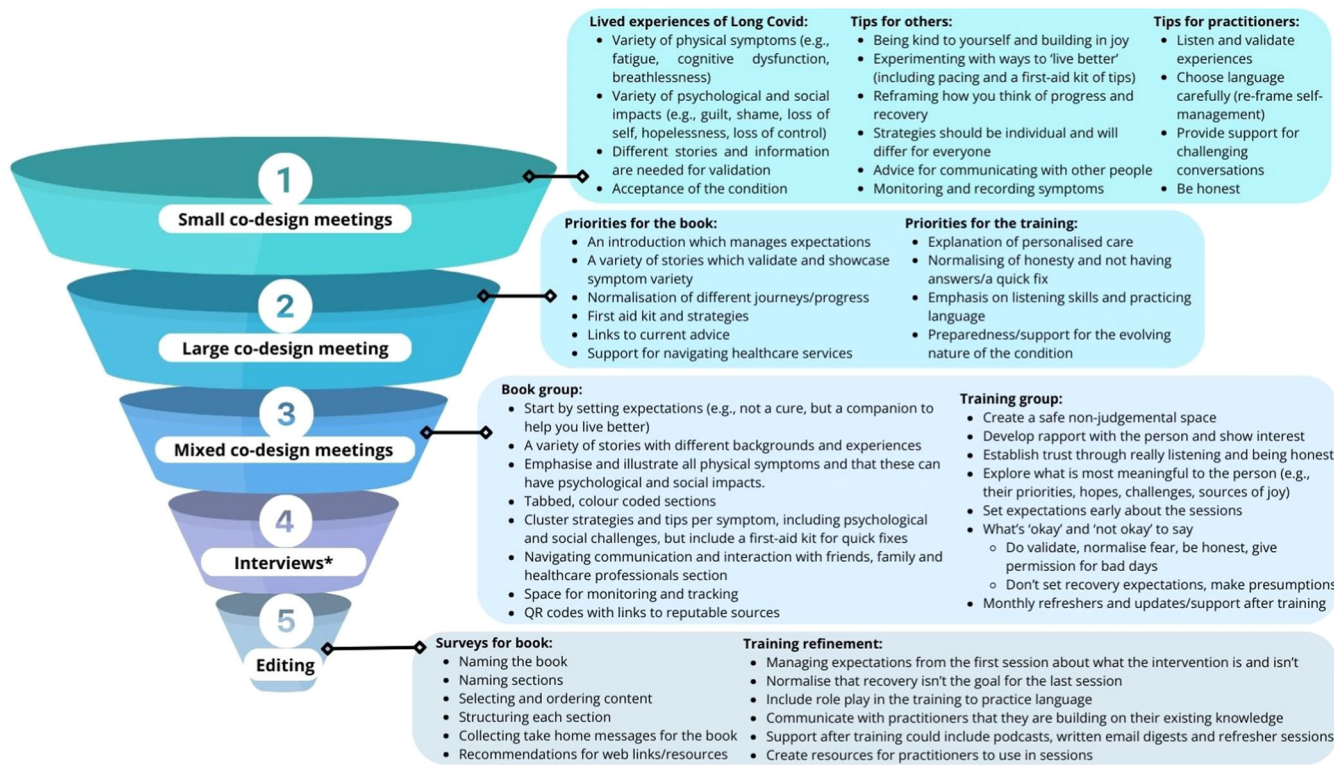 1
Small co-design meetings
Lived experiences of Long Covid:
• Variety of physical symptoms (e.g.,
fatigue, cognitive dysfunction,
breathlessness)
• Variety of psychological and social
impacts (e.g., guilt, shame, loss of
self, hopelessness, loss of control)
• Different stories and information
are needed for validation
• Acceptance of the condition
Tips for others:
• Being kind to yourself and building in joy
• Experimenting with ways to ‘live better’
(including pacing and a first-aid kit of tips)
• Reframing how you think of progress and
recovery
• Strategies should be individual and will
differ for everyone
• Advice for communicating with other people
• Monitoring and recording symptoms
Tips for practitioners:
• Listen and validate
experiences
• Choose language
carefully (re-frame self-
management)
• Provide support for
challenging
conversations
• Be honest
2
Large co-design meeting
Priorities for the book:
• An introduction which manages expectations
• A variety of stories which validate and showcase
symptom variety
• Normalisation of different journeys/progress
• First aid kit and strategies
• Links to current advice
• Support for navigating healthcare services
Priorities for the training:
• Explanation of personalised care
• Normalising of honesty and not having
answers/a quick fix
• Emphasis on listening skills and practicing
language
• Preparedness/support for the evolving
nature of the condition
3
Mixed co-design meetings
Book group:
• Start by setting expectations (e.g., not a cure, but a companion to
help you live better)
• A variety of stories with different backgrounds and experiences
• Emphasise and illustrate all physical symptoms and that these can
have psychological and social impacts.
• Tabbed, colour coded sections
• Cluster strategies and tips per symptom, including psychological
and social challenges, but include a first-aid kit for quick fixes
• Navigating communication and interaction with friends, family and
healthcare professionals section
• Space for monitoring and tracking
• QR codes with links to reputable sources
Training group:
• Create a safe non-judgemental space
• Develop rapport with the person and show interest
• Establish trust through really listening and being honest
• Explore what is most meaningful to the person (e.g.,
their priorities, hopes, challenges, sources of joy)
• Set expectations early about the sessions
• What’s ‘okay’ and ‘not okay’ to say
○ Do validate, normalise fear, be honest, give
permission for bad days
○ Don’t set recovery expectations, make presumptions
• Monthly refreshers and updates/support after training
4
Interviews*
5
Editing
Surveys for book:
• Naming the book
• Naming sections
• Selecting and ordering content
• Structuring each section
• Collecting take home messages for the book
• Recommendations for web links/resources
Training refinement:
• Managing expectations from the first session about what the intervention is and isn’t
• Normalise that recovery isn’t the goal for the last session
• Include role play in the training to practice language
• Communicate with practitioners that they are building on their existing knowledge
• Support after training could include podcasts, written email digests and refresher sessions
• Create resources for practitioners to use in sessions